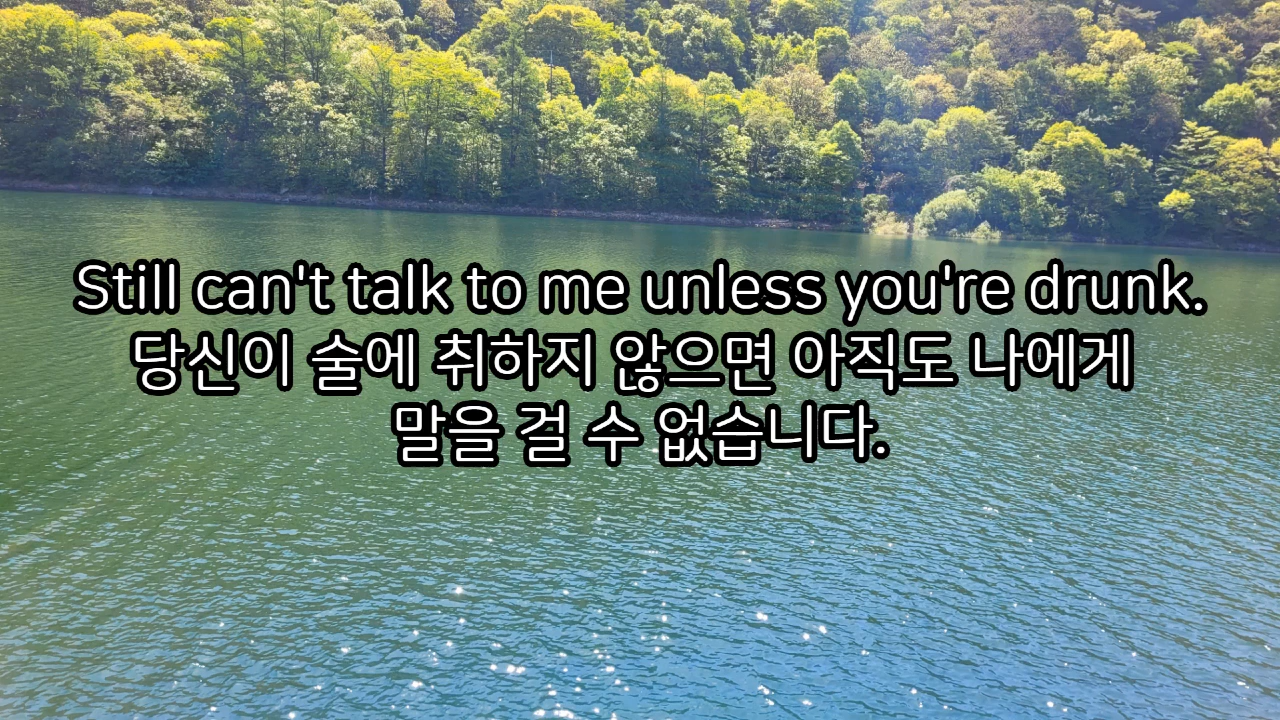 Still can't talk to me unless you're drunk.
당신이 술에 취하지 않으면 아직도 나에게
말을 걸 수 없습니다.